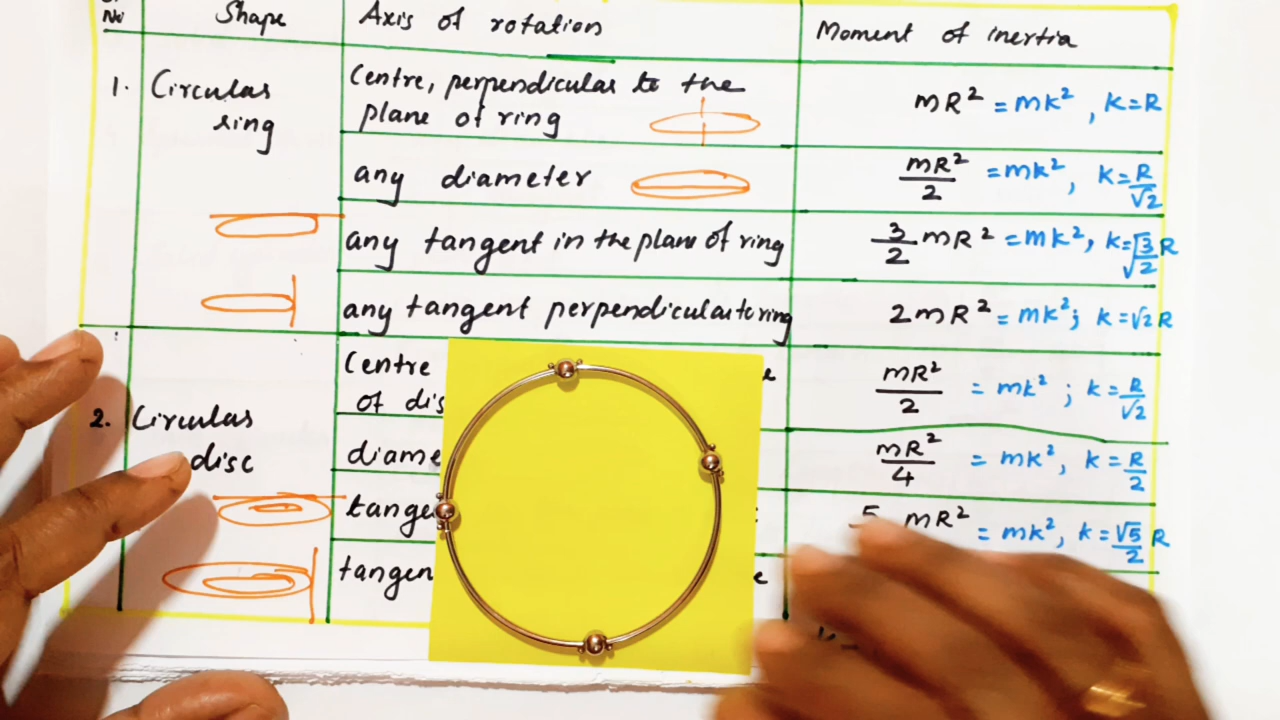 No Shape Axis of rotation Moment of inertia
1. Circular ring
Centre, perpendicular to the
plane of ring
mR² = mk², k=R
any diameter
mR²/2 = mk², k=R/√2
any tangent in the plane of ring
3/2 mR² = mk², k=√3/√2 R
any tangent perpendicular to ring
2mR² = mk²; k=√2 R
2. Circular disc
Centre
of dis
e
mR²/2 = mk²; k=R/√2
diame
mR²/4 = mk², k=R/2
tange
5 mR² = mk², k=√5/2 R
tangen
e